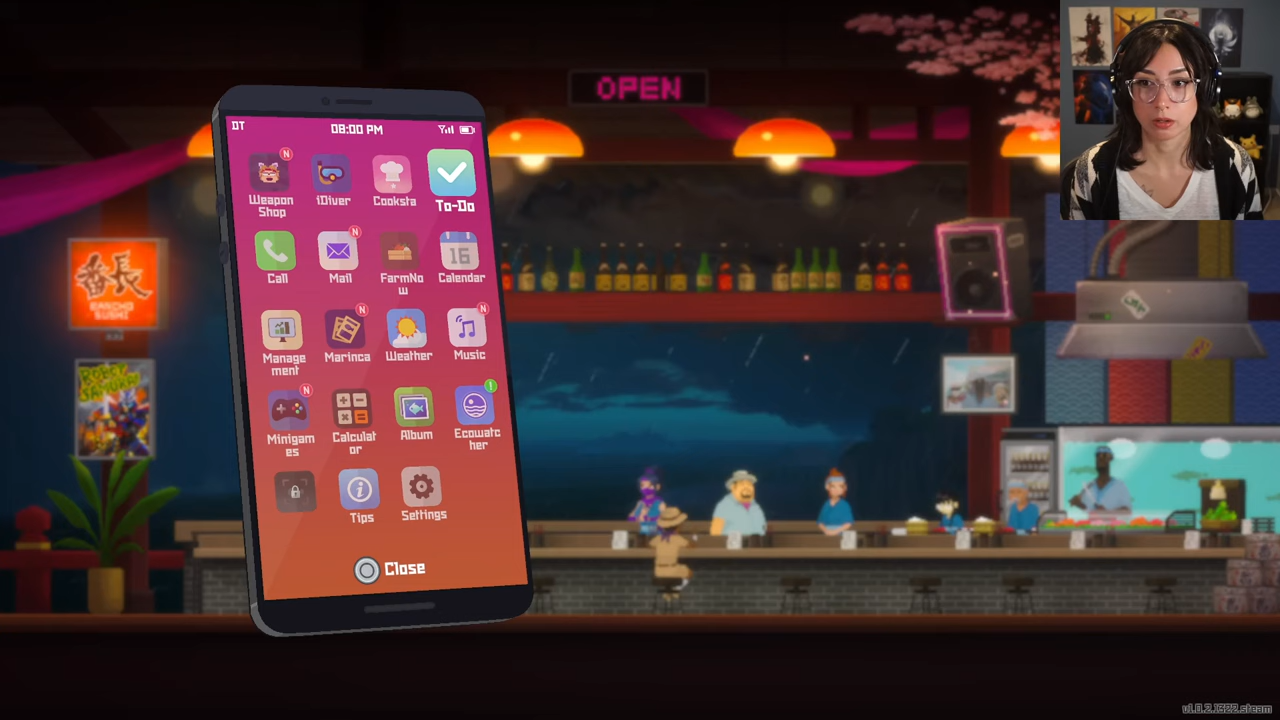 OPEN
DT
08:00 PM
N
Weapon
Shop
iDiver
Cooksta
To-Do
Call
N
Mail
FarmNo
w
16
Calendar
Manage
ment
N
Marinca
Weather
N
Music
N
Minigam
es
Calculat
or
Album
!
Ecowatc
her
Tips
Settings
Close
番長
BANCHO
SUSHI
v1.0.2.1322.steam